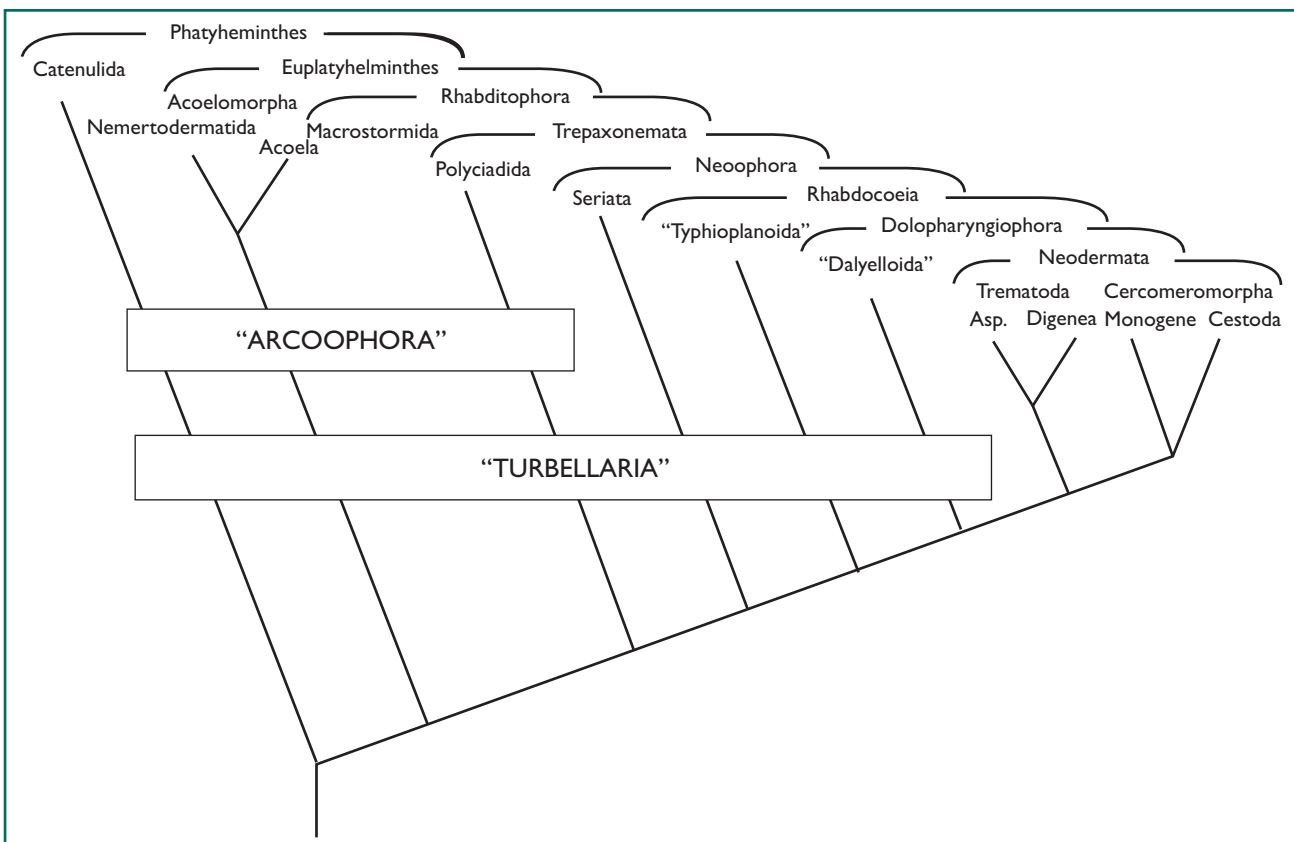 Phatyheminthes
Catenulida
Euplatyhelminthes
Acoelomorpha
Rhabditophora
Nemertodermatida
Acoela
Macrostormida
Trepaxonemata
Polyciadida
Neoophora
Seriata
Rhabdocoeia
“Typhioplanoida”
Dolopharyngiophora
“Dalyelloida”
Neodermata
Trematoda
Cercomeromorpha
Asp.
Digenea
Monogene
Cestoda
“ARCOOPHORA”
“TURBELLARIA”